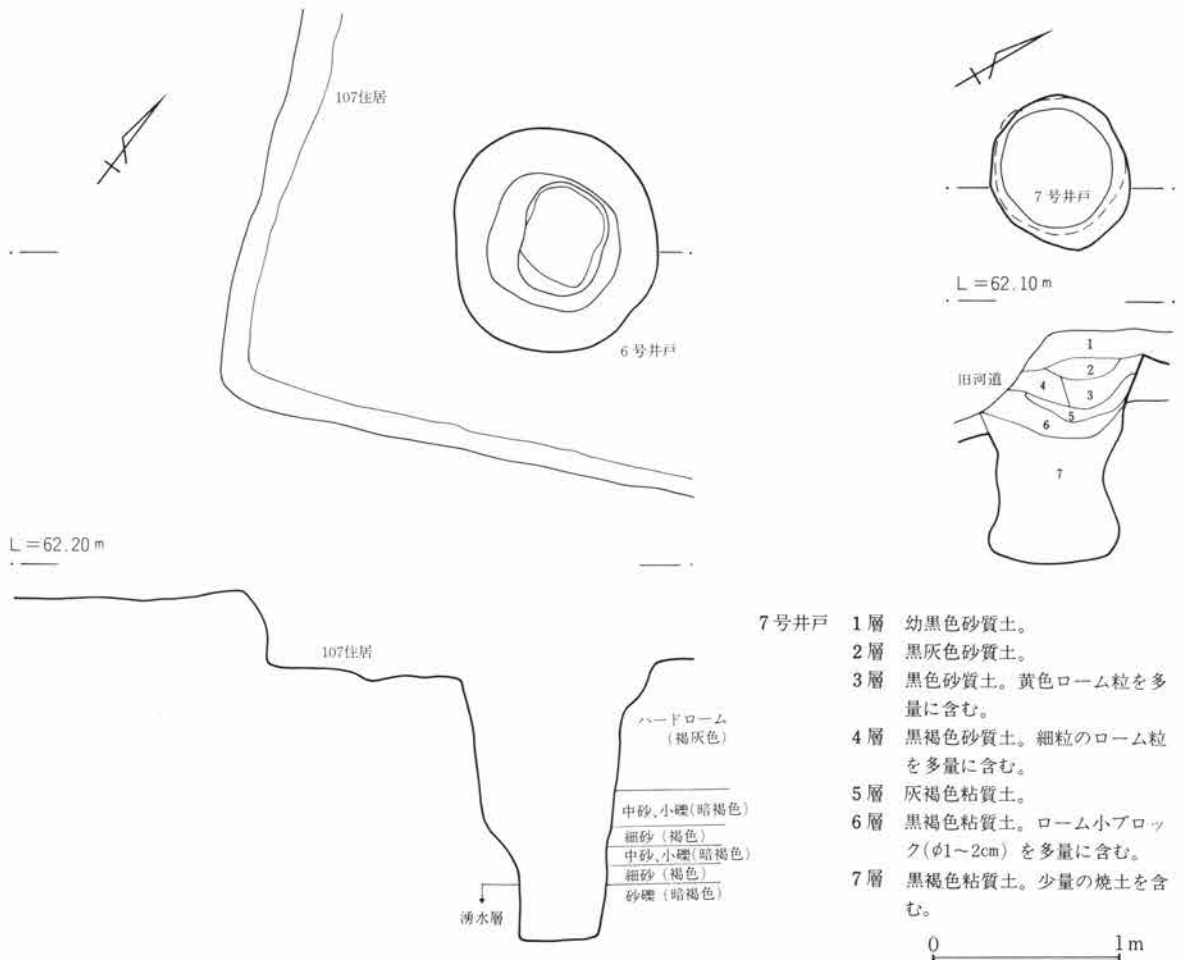 107住居
6号井戸
L=62.20m
107住居
ハードローム
(褐灰色)
中砂、小礫(暗褐色)
細砂(褐色)
中砂、小礫(暗褐色)
細砂(褐色)
砂礫(暗褐色)
湧水層
7号井戸
L=62.10m
旧河道
1
2
3
4
5
6
7
7号井戸 1層 幼黒色砂質土。
2層 黒灰色砂質土。
3層 黒色砂質土。黄色ローム粒を多
量に含む。
4層 黒褐色砂質土。細粒のローム粒
を多量に含む。
5層 灰褐色粘質土。
6層 黒褐色粘質土。ローム小ブロッ
ク(φ1~2cm)を多量に含む。
7層 黒褐色粘質土。少量の焼土を含
む。
0 1m